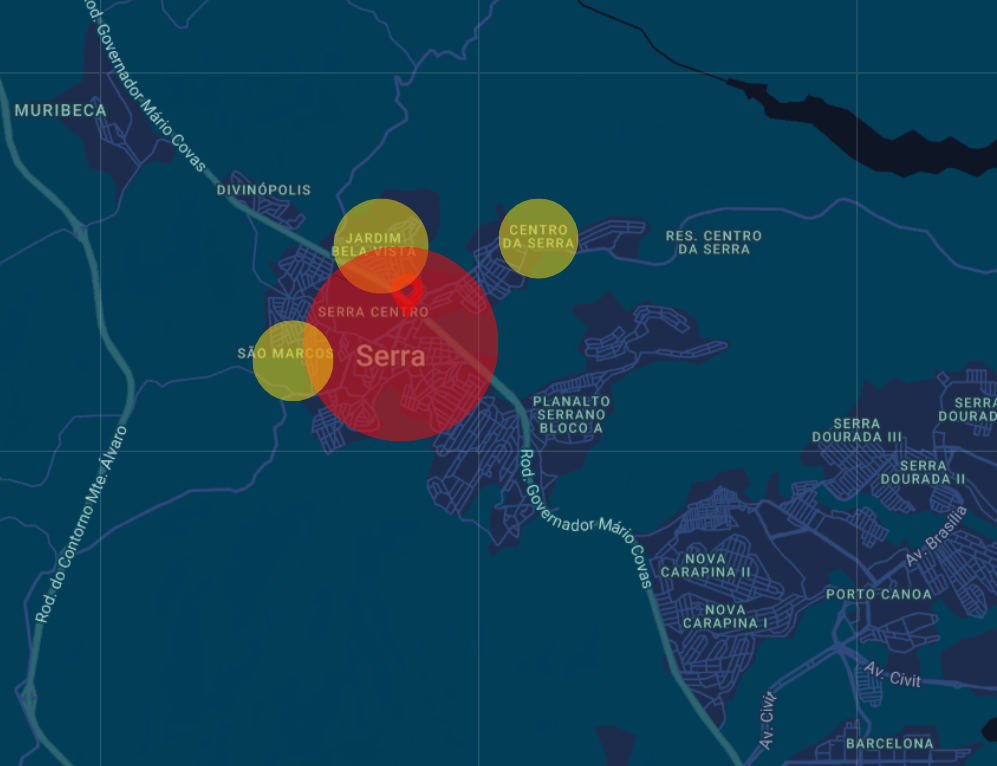 Rod. Governador Mário Covas
MURIBECA
DIVINÓPOLIS
JARDIM
BELA VISTA
CENTRO
DA SERRA
RES. CENTRO
DA SERRA
SERRA CENTRO
SÃO MARCOS
Serra
PLANALTO
SERRANO
BLOCO A
SERRA
DOURADA III
SERRA
DOURAD
SERRA
DOURADA II
Rod. do Contorno Mte. Álvaro
Rod. Governador Mário Covas
Av. Brasília
NOVA
CARAPINA II
PORTO CANOA
NOVA
CARAPINA I
Av. Civit
Av. Civit
BARCELONA